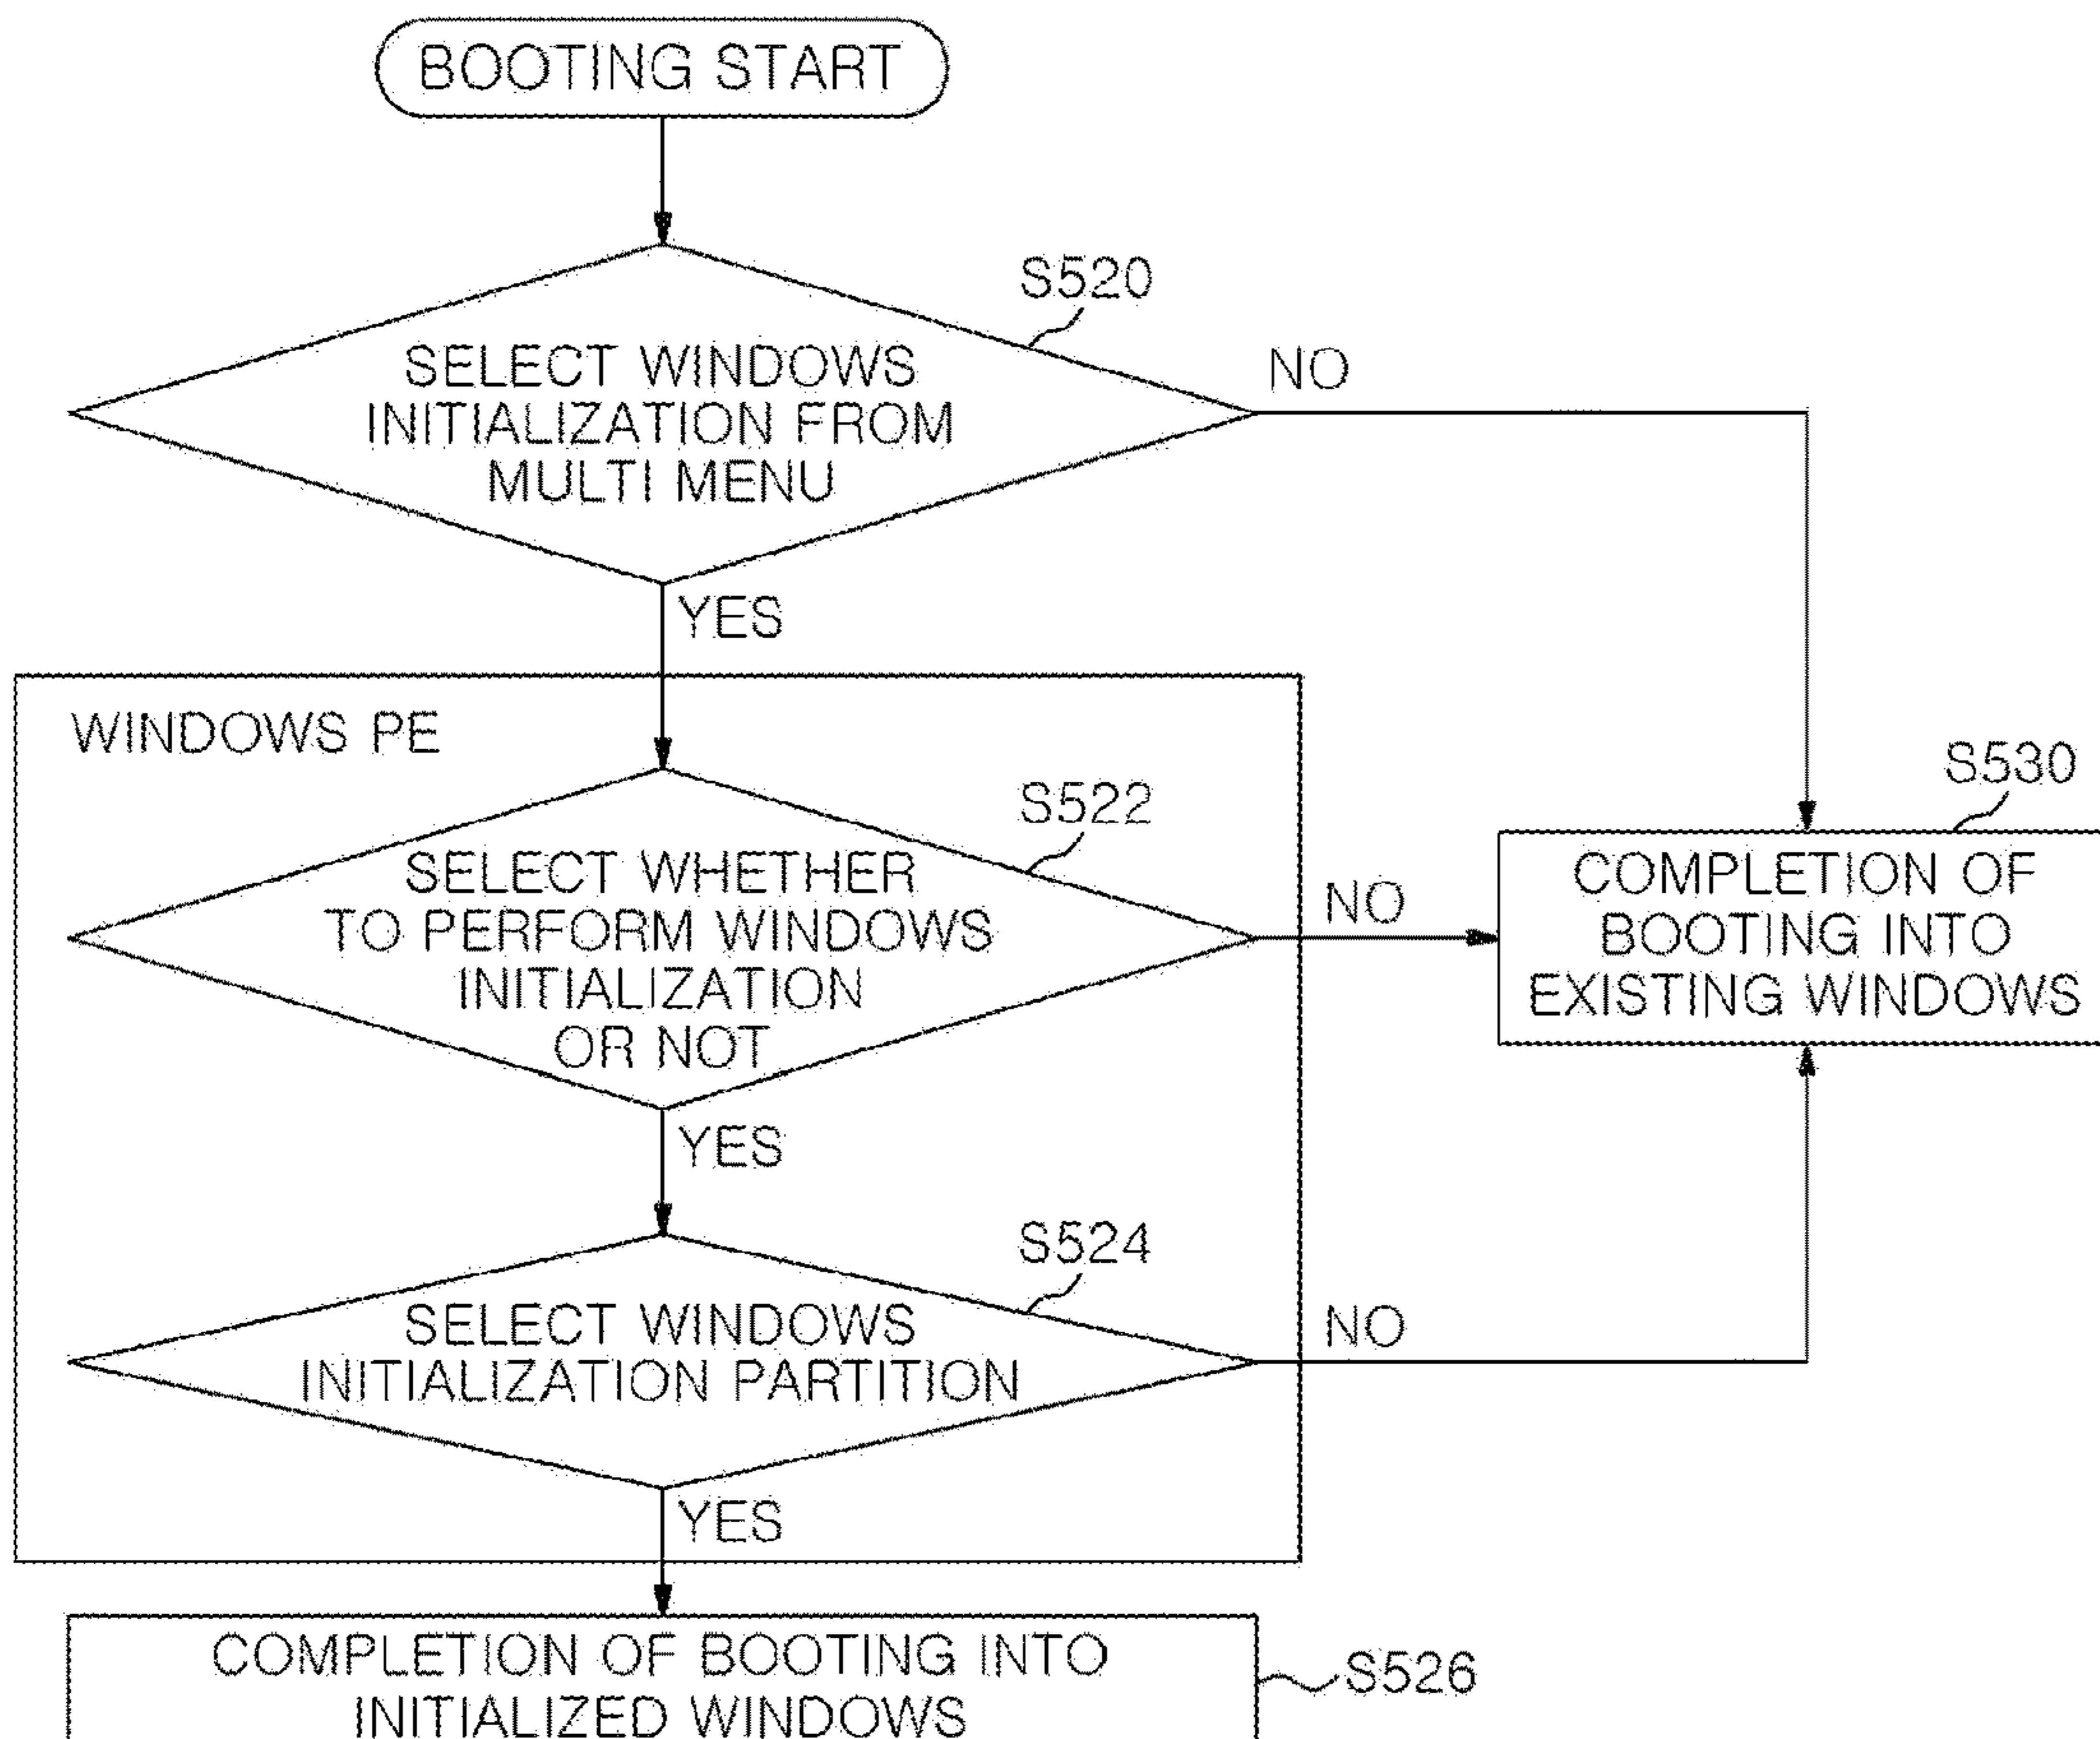 BOOTING START
S520
SELECT WINDOWS
INITIALIZATION FROM
MULTI MENU
NO
YES
WINDOWS PE
S522
SELECT WHETHER
TO PERFORM WINDOWS
INITIALIZATION
OR NOT
NO
S530
COMPLETION OF
BOOTING INTO
EXISTING WINDOWS
YES
S524
SELECT WINDOWS
INITIALIZATION PARTITION
NO
YES
COMPLETION OF BOOTING INTO
INITIALIZED WINDOWS
S526